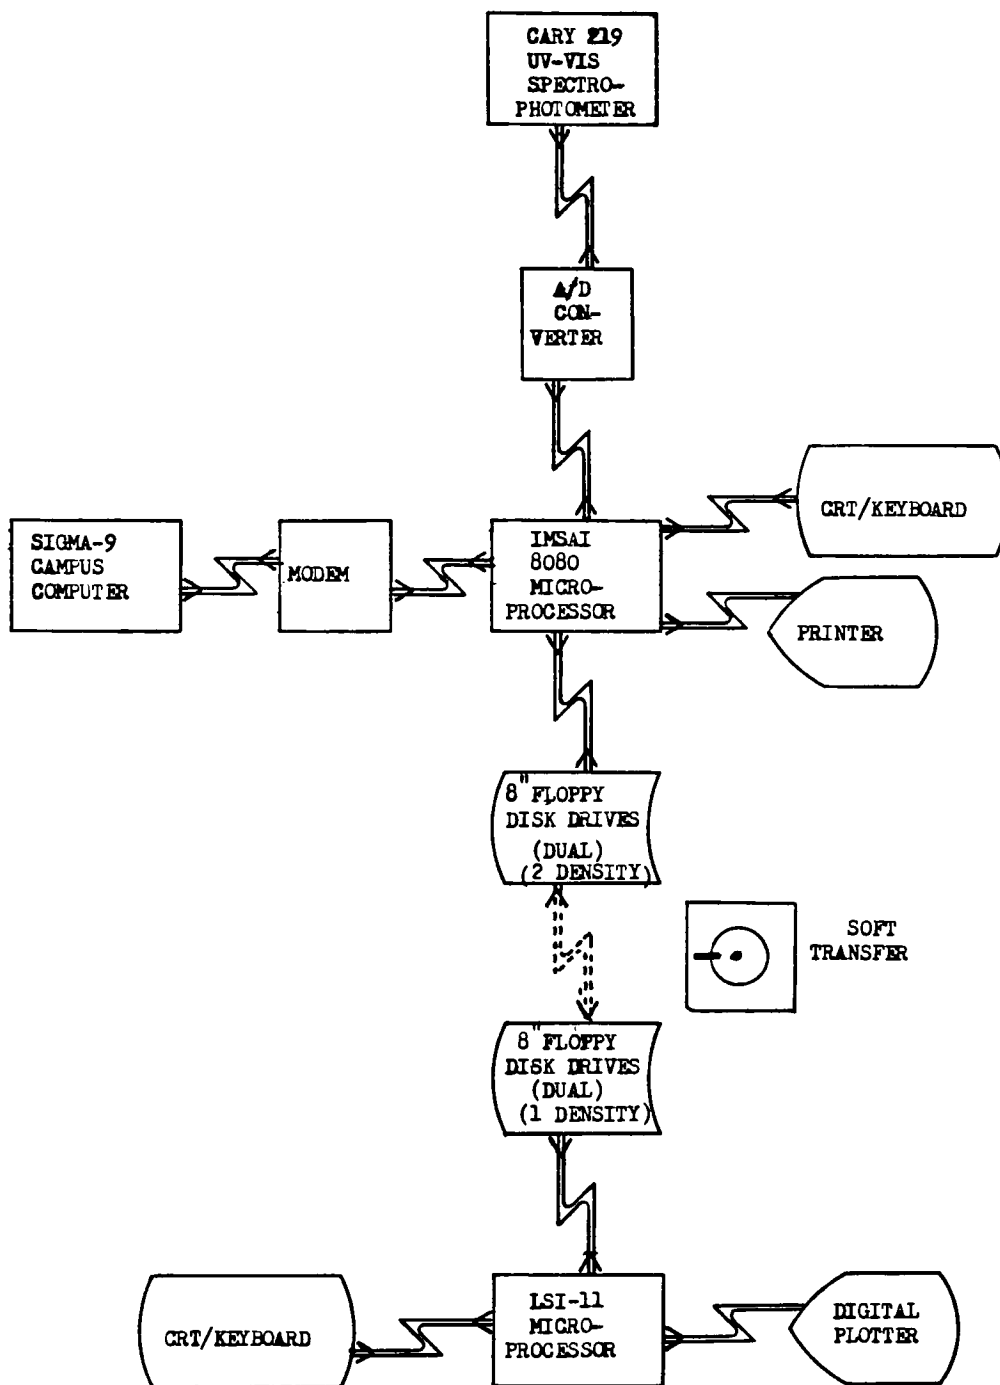 CARY 219
UV-VIS
SPECTRO-
PHOTOMETER
A/D
CON-
VERTER
CRT/KEYBOARD
SIGMA-9
CAMPUS
COMPUTER
MODEM
IMSAI
8080
MICRO-
PROCESSOR
PRINTER
8" FLOPPY
DISK DRIVES
(DUAL)
(2 DENSITY)
SOFT
TRANSFER
8" FLOPPY
DISK DRIVES
(DUAL)
(1 DENSITY)
CRT/KEYBOARD
LSI-11
MICRO-
PROCESSOR
DIGITAL
PLOTTER